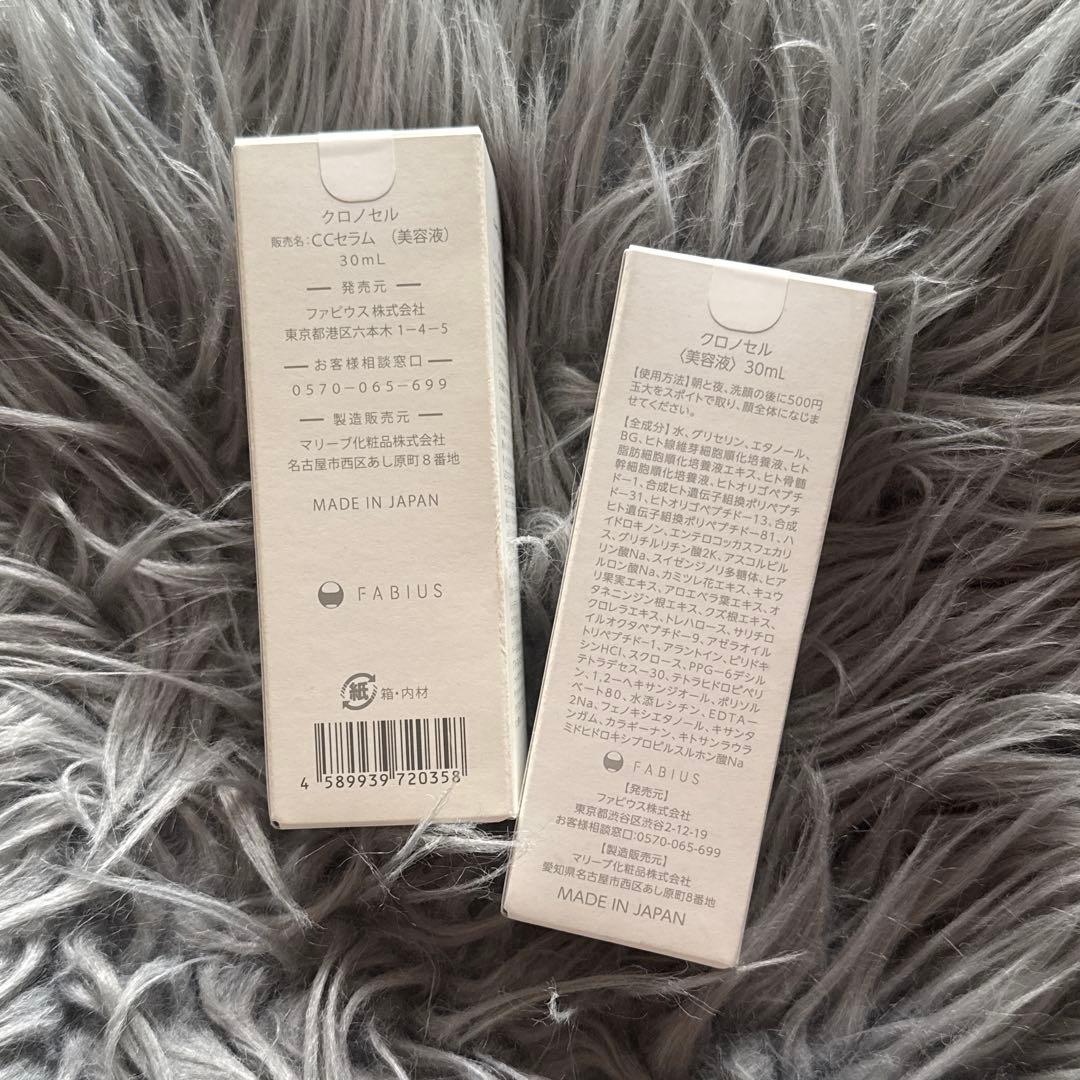 クロノセル
販売名:CCセラム （美容液）
30mL
発売元
ファビウス株式会社
東京都港区六本木1-4-5
お客様相談窓口
0570-065-699
製造販売元
マリーブ化粧品株式会社
名古屋市西区あし原町8番地
MADE IN JAPAN
FABIUS
紙 箱・内材
4 589939 720358
クロノセル
〈美容液〉30mL
【使用方法】朝と夜、洗顔の後に500円
玉大をスポイトで取り、顔全体になじま
せてください。
【全成分】水、グリセリン、エタノール、
BG、ヒト線維芽細胞順化培養液、ヒト
脂肪細胞順化培養液エキス、ヒト骨髄
幹細胞順化培養液、ヒトオリゴペプチ
ド-1、合成ヒト遺伝子組換ポリペプチ
ド-31、ヒトオリゴペプチド-13、合成
ヒト遺伝子組換ポリペプチド-81、ハ
イドロキノン、エンテロコッカスフェカリ
ス、グリチルリチン酸2K、アスコルビル
リン酸Na、スイゼンジノリ多糖体、ヒア
ルロン酸Na、カミツレ花エキス、キュウ
リ果実エキス、アロエベラ葉エキス、オ
タネニンジン根エキス、クズ根エキス、
クロレラエキス、トレハロース、サリチロ
イルオクタペプチド-9、アゼラオイル
トリペプチド-1、アラントイン、ピリドキ
シンHCl、スクロース、PPG-6デシル
テトラデセス-30、テトラヒドロピペリ
ン、1,2-ヘキサンジオール、ポリソル
ベート80、水添レシチン、EDTA-
2Na、フェノキシエタノール、キサンタ
ンガム、カラギーナン、キトサンラウラ
ミドヒドロキシプロピルスルホン酸Na
FABIUS
【発売元】
ファビウス株式会社
東京都渋谷区渋谷2-12-19
お客様相談窓口:0570-065-699
【製造販売元】
マリーブ化粧品株式会社
愛知県名古屋市西区あし原町8番地
MADE IN JAPAN